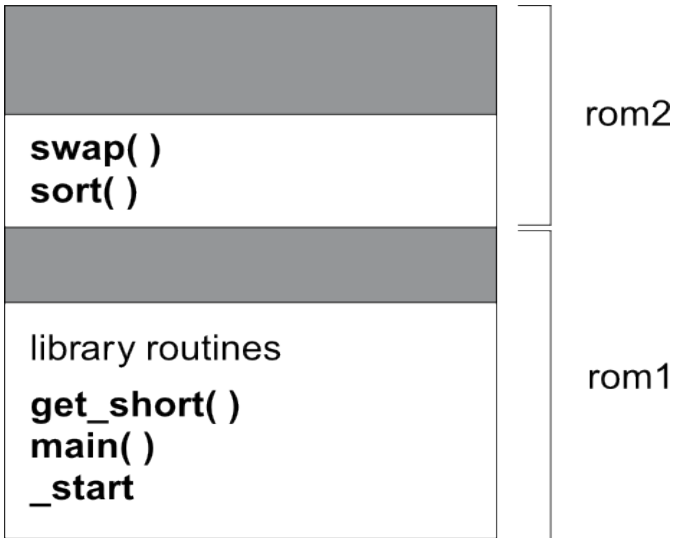 rom2
swap( )
sort( )
library routines
rom1
get_short( )
main( )
_start